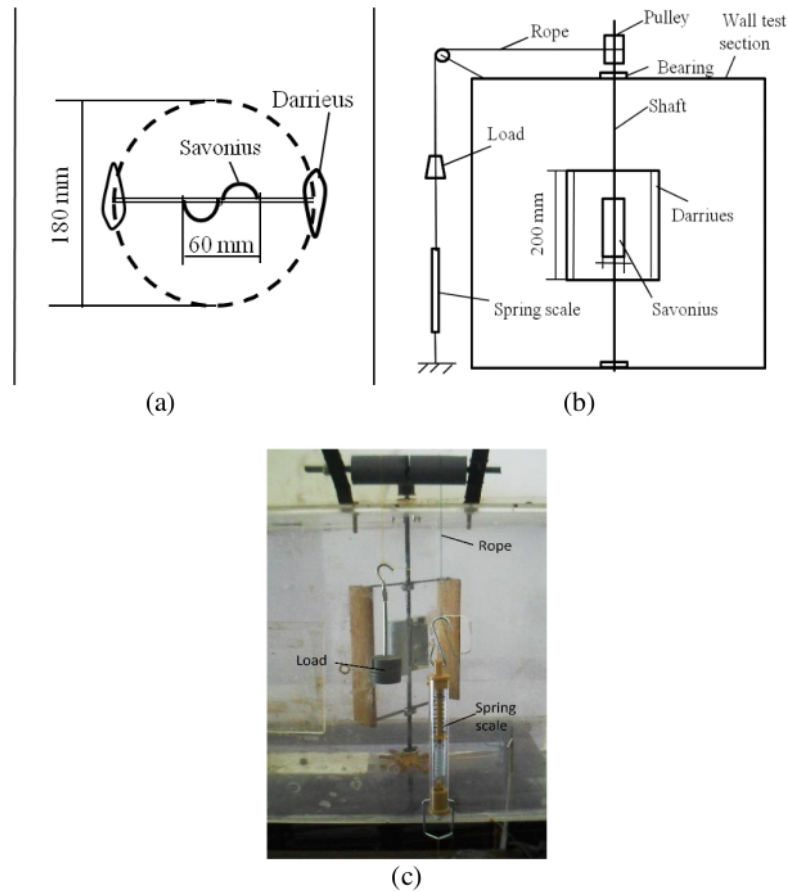 Darrieus
Savonius
180 mm
60 mm
(a)
Pulley
Rope
Wall test
section
Bearing
Shaft
Load
Darriues
200 mm
Spring scale
Savonius
(b)
Rope
Load
Spring
scale
(c)